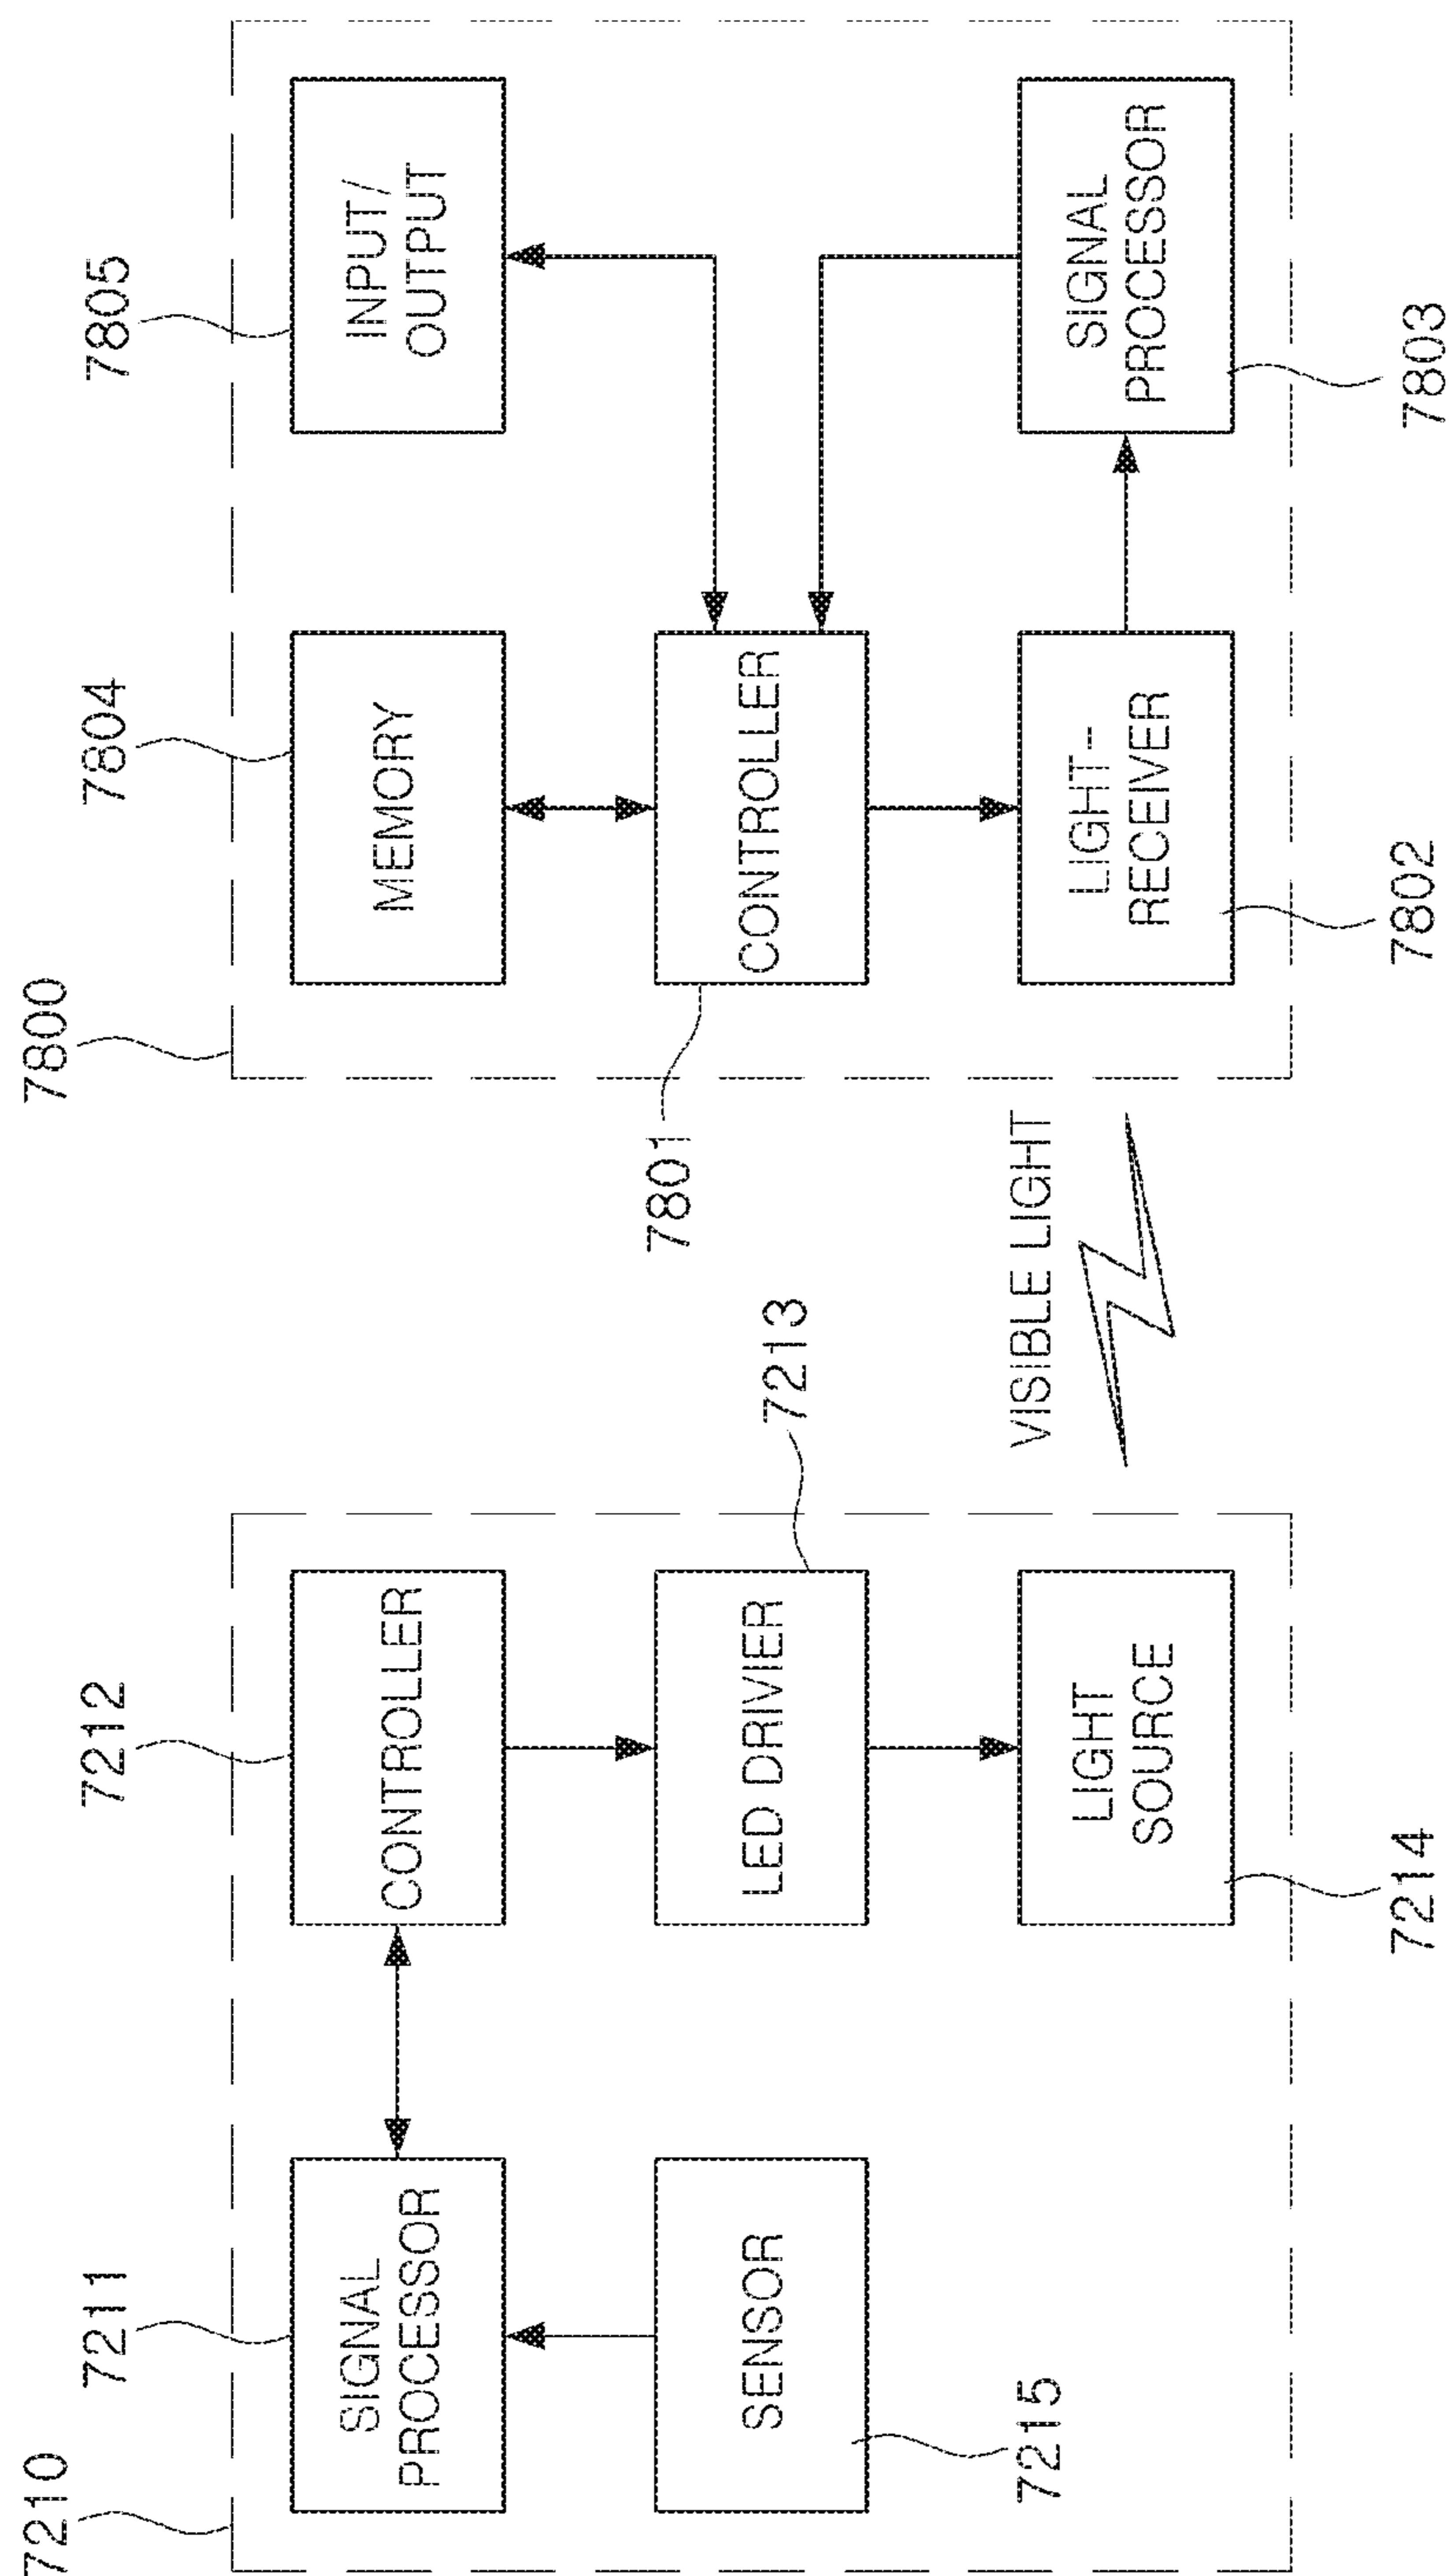 7210
7211
SIGNAL
PROCESSOR
7212
CONTROLLER
SENSOR
7215
LED DRIVIER
7213
LIGHT
SOURCE
7214
VISIBLE LIGHT
7800
7804
MEMORY
7805
INPUT/
OUTPUT
CONTROLLER
7801
LIGHT-
RECEIVER
7802
SIGNAL
PROCESSOR
7803